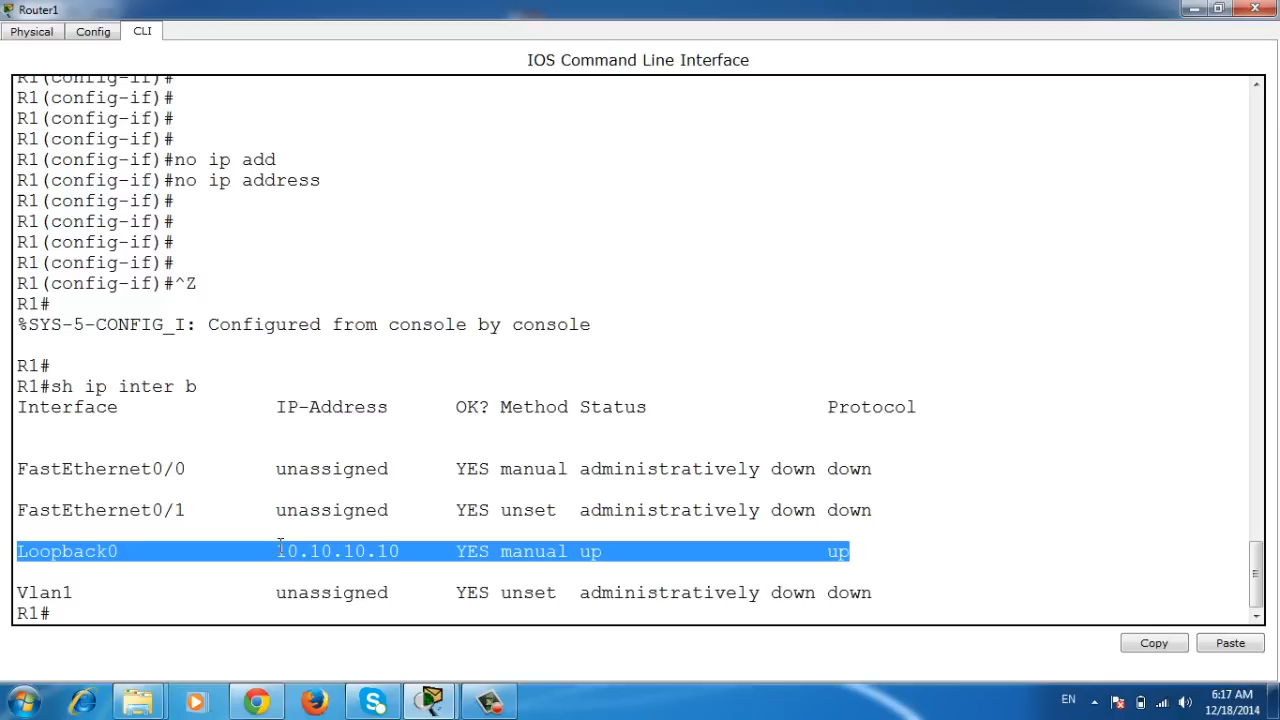 Router1
Physical Config CLI
IOS Command Line Interface
R1(config-if)#
R1(config-if)#
R1(config-if)#
R1(config-if)#
R1(config-if)#no ip add
R1(config-if)#no ip address
R1(config-if)#
R1(config-if)#
R1(config-if)#
R1(config-if)#
R1(config-if)#^Z
R1#
%SYS-5-CONFIG_I: Configured from console by console
R1#
R1#sh ip inter b
Interface IP-Address OK? Method Status Protocol
FastEthernet0/0 unassigned YES manual administratively down down
FastEthernet0/1 unassigned YES unset administratively down down
Loopback0 10.10.10.10 YES manual up up
Vlan1 unassigned YES unset administratively down down
R1#
Copy Paste
EN 6:17 AM
12/18/2014